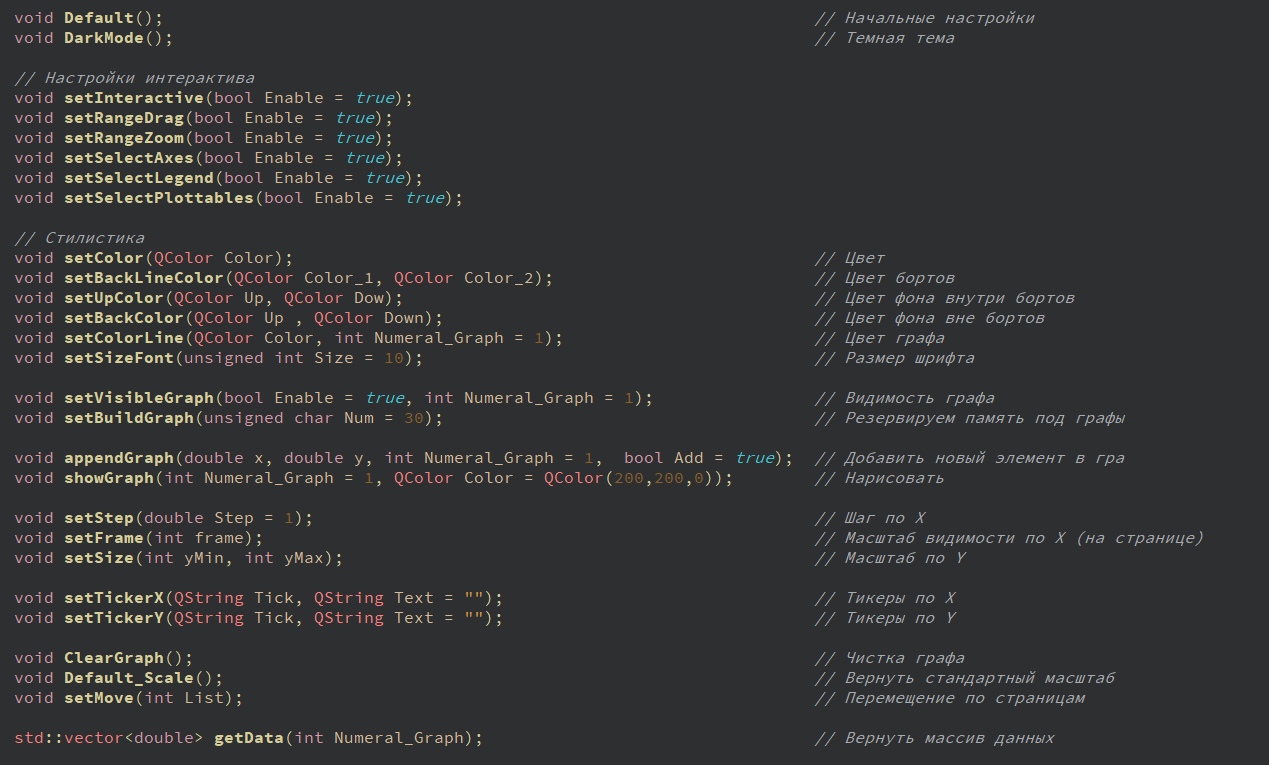 void Default(); // Начальные настройки
void DarkMode(); // Темная тема
// Настройки интерактива
void setInteractive(bool Enable = true);
void setRangeDrag(bool Enable = true);
void setRangeZoom(bool Enable = true);
void setSelectAxes(bool Enable = true);
void setSelectLegend(bool Enable = true);
void setSelectPlottables(bool Enable = true);
// Стилистика
void setColor(QColor Color); // Цвет
void setBackLineColor(QColor Color_1, QColor Color_2); // Цвет бортов
void setUpColor(QColor Up, QColor Dow); // Цвет фона внутри бортов
void setBackColor(QColor Up , QColor Down); // Цвет фона вне бортов
void setColorLine(QColor Color, int Numeral_Graph = 1); // Цвет графа
void setSizeFont(unsigned int Size = 10); // Размер шрифта
void setVisibleGraph(bool Enable = true, int Numeral_Graph = 1); // Видимость графа
void setBuildGraph(unsigned char Num = 30); // Резервируем память под графы
void appendGraph(double x, double y, int Numeral_Graph = 1,  bool Add = true); // Добавить новый элемент в гра
void showGraph(int Numeral_Graph = 1, QColor Color = QColor(200,200,0)); // Нарисовать
void setStep(double Step = 1); // Шаг по X
void setFrame(int frame); // Масштаб видимости по X (на странице)
void setSize(int yMin, int yMax); // Масштаб по Y
void setTickerX(QString Tick, QString Text = ""); // Тикеры по X
void setTickerY(QString Tick, QString Text = ""); // Тикеры по Y
void ClearGraph(); // Чистка графа
void Default_Scale(); // Вернуть стандартный масштаб
void setMove(int List); // Перемещение по страницам
std::vector<double> getData(int Numeral_Graph); // Вернуть массив данных